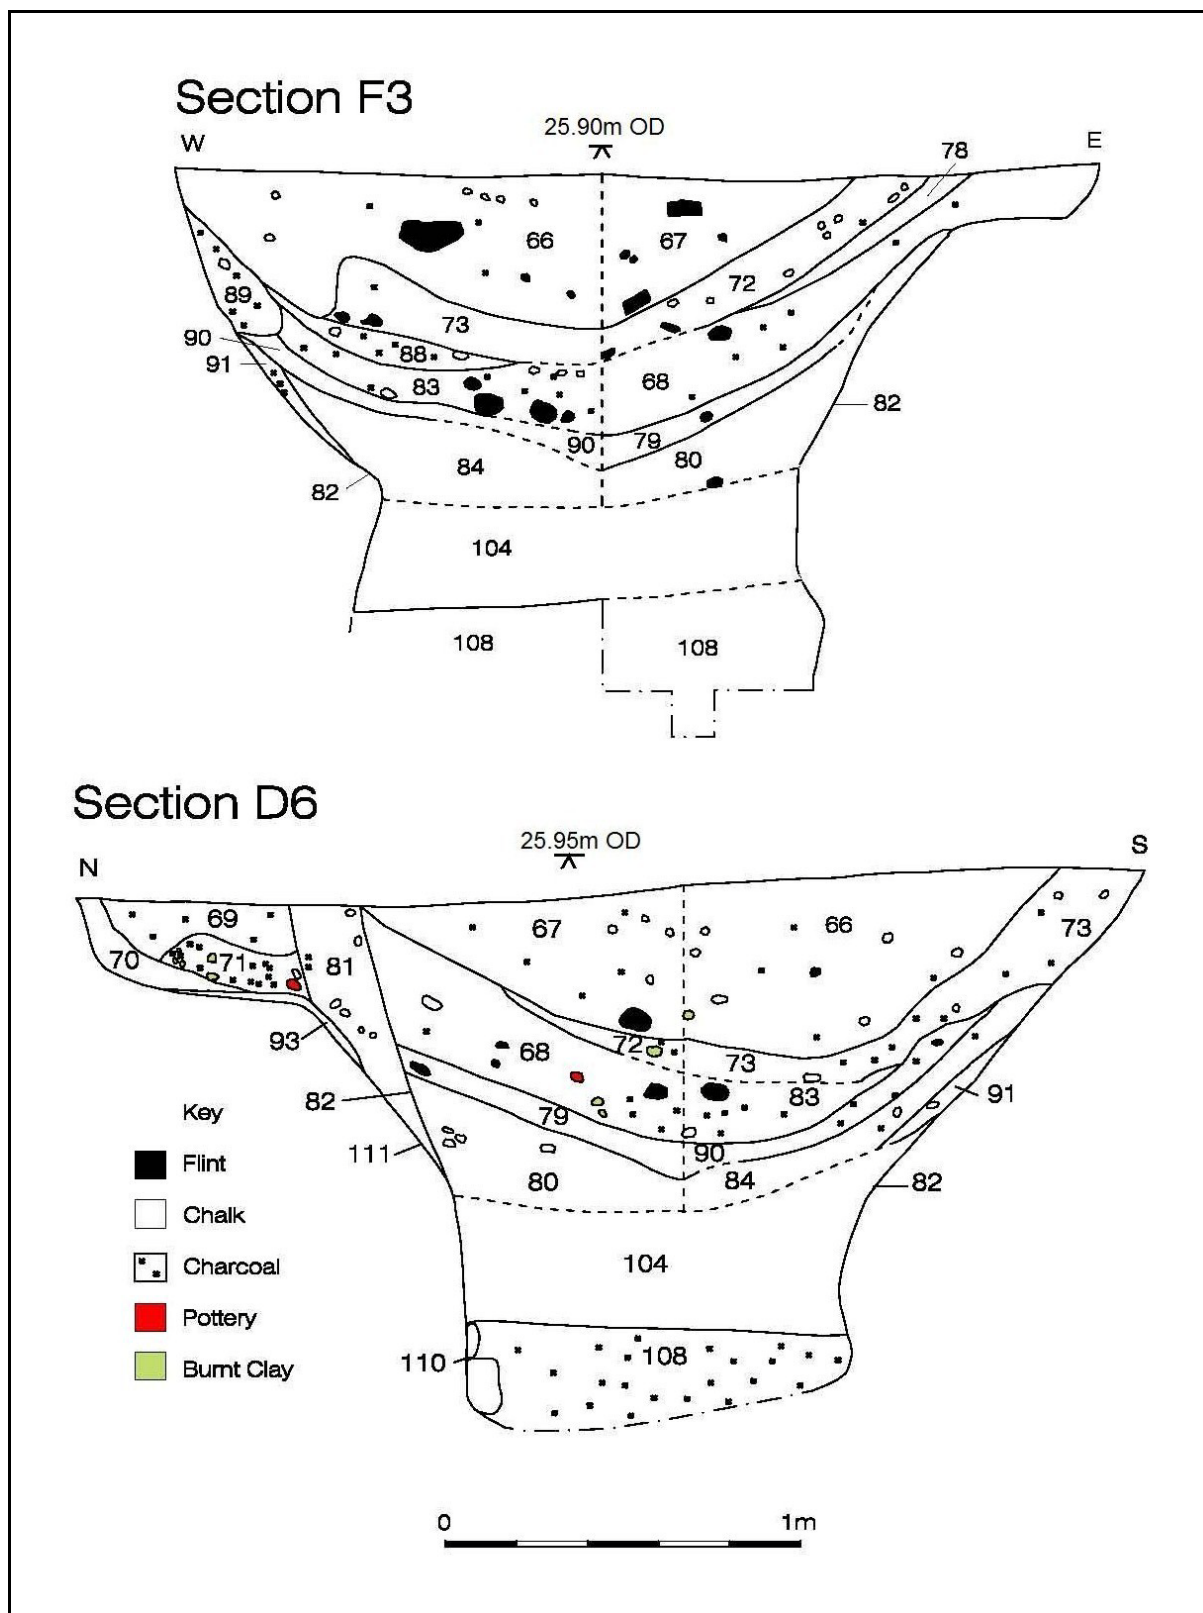 Section F3
25.90m OD
W
E
78
66
67
89
72
73
90
88
91
83
68
82
90
79
84
80
82
104
108
108
Section D6
25.95m OD
N
S
69
67
66
73
70
71
81
93
68
72
73
83
91
82
79
90
111
80
84
82
104
110
108
Key
Flint
Chalk
Charcoal
Pottery
Burnt Clay
0
1m